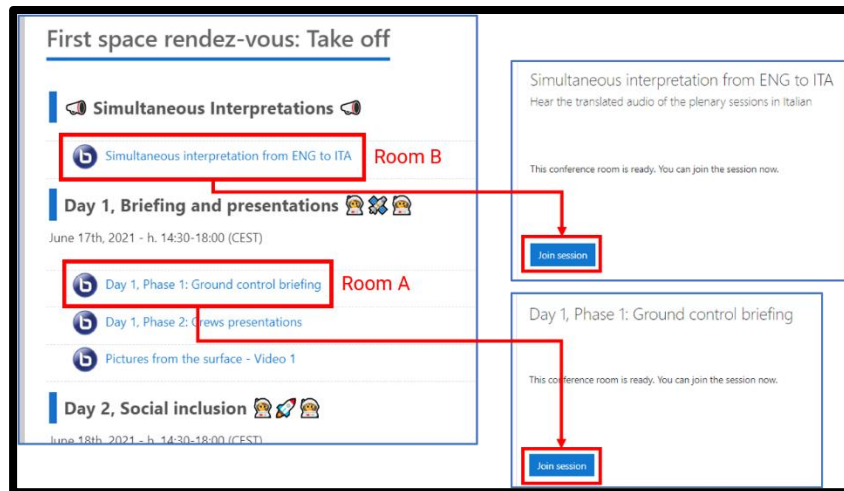 First space rendez-vous: Take off
Simultaneous Interpretations
Simultaneous interpretation from ENG to ITA
Room B
Day 1, Briefing and presentations
June 17th, 2021 - h. 14:30-18:00 (CEST)
Day 1, Phase 1: Ground control briefing
Room A
Day 1, Phase 2: Crews presentations
Pictures from the surface - Video 1
Day 2, Social inclusion
June 18th, 2021 - h. 14:30-18:00 (CEST)
Simultaneous interpretation from ENG to ITA
Hear the translated audio of the plenary sessions in Italian
This conference room is ready. You can join the session now.
Join session
Day 1, Phase 1: Ground control briefing
This conference room is ready. You can join the session now.
Join session